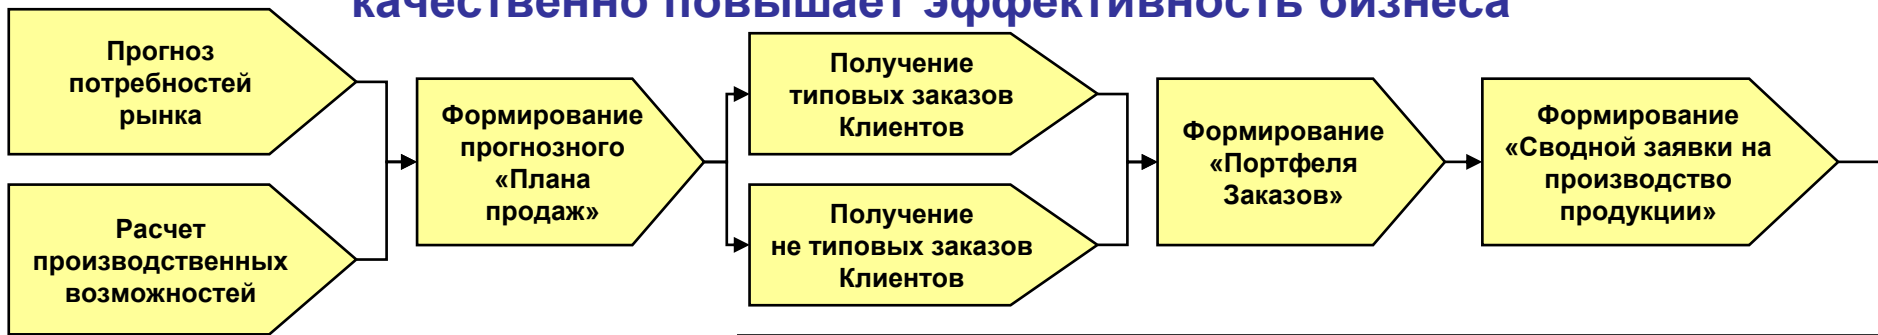 качественно повышает эффективность бизнеса
Прогноз
потребностей
рынка
Расчет
производственных
возможностей
Формирование
прогнозного
«Плана
продаж»
Получение
типовых заказов
Клиентов
Получение
не типовых заказов
Клиентов
Формирование
«Портфеля
Заказов»
Формирование
«Сводной заявки на
производство
продукции»